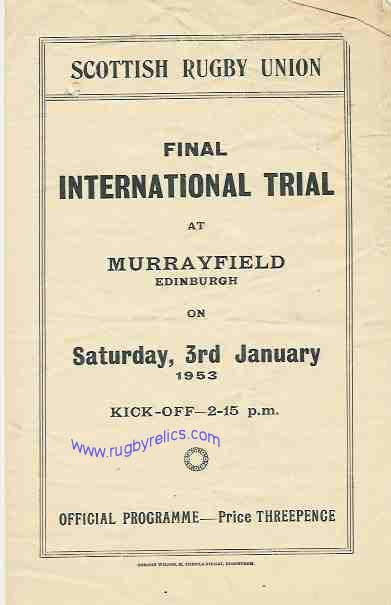 SCOTTISH RUGBY UNION
FINAL
INTERNATIONAL TRIAL
AT
MURRAYFIELD
EDINBURGH
ON
Saturday, 3rd January
1953
KICK-OFF—2-15 p.m.
www.rugbyrelics.com
OFFICIAL PROGRAMME—Price THREEPENCE